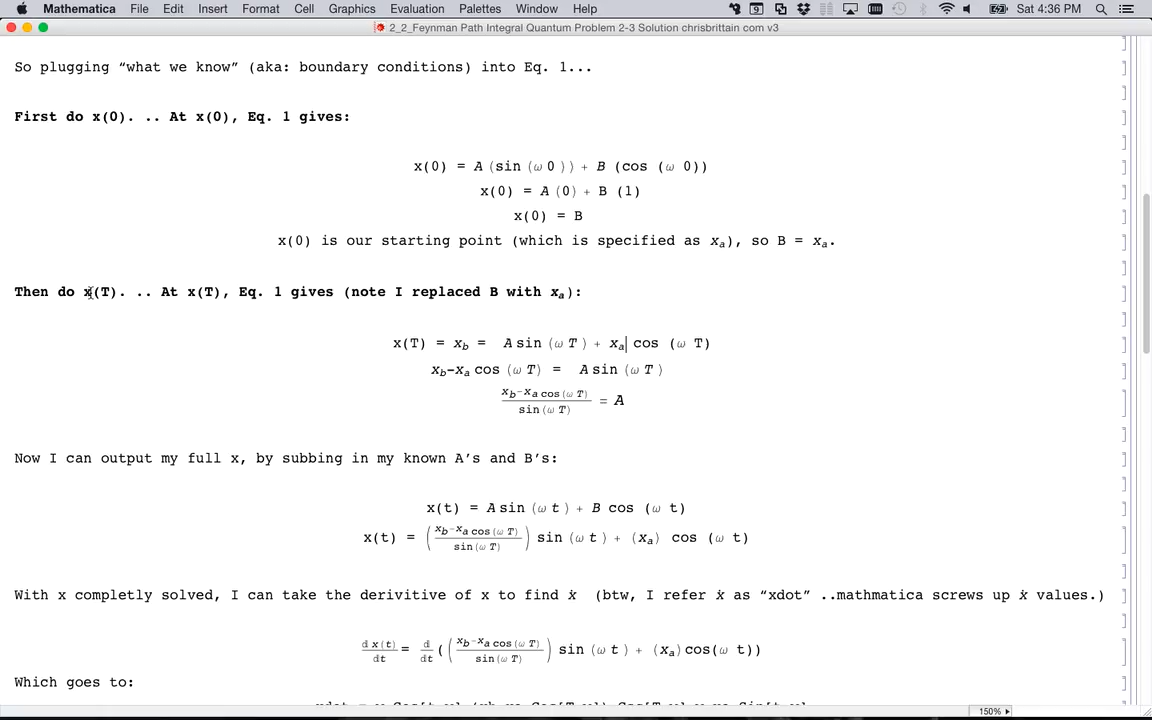 Mathematica File Edit Insert Format Cell Graphics Evaluation Palettes Window Help Sat 4:36 PM
2_2_Feynman Path Integral Quantum Problem 2-3 Solution chrisbrittain com v3
So plugging “what we know” (aka: boundary conditions) into Eq. 1...
First do x(0). .. At x(0), Eq. 1 gives:
x(0) = A (sin (ω 0 )) + B (cos (ω 0))
x(0) = A (0) + B (1)
x(0) = B
x(0) is our starting point (which is specified as xₐ), so B = xₐ.
Then do x(T). .. At x(T), Eq. 1 gives (note I replaced B with xₐ):
x(T) = x_b = A sin (ω T ) + xₐ cos (ω T)
x_b-xₐ cos (ω T) = A sin (ω T )
x_b-xₐ cos (ω T)
sin (ω T)
= A
Now I can output my full x, by subbing in my known A’s and B’s:
x(t) = A sin (ω t ) + B cos (ω t)
x(t) = (x_b-xₐ cos (ω T) / sin (ω T)) sin (ω t ) + (xₐ) cos (ω t)
With x completly solved, I can take the derivitive of x to find ẋ (btw, I refer ẋ as “xdot” ..mathmatica screws up ẋ values.)
ⅆ x(t) / ⅆt = ⅆ / ⅆt ((x_b-xₐ cos (ω T) / sin (ω T)) sin (ω t ) + (xₐ) cos(ω t))
Which goes to:
150%